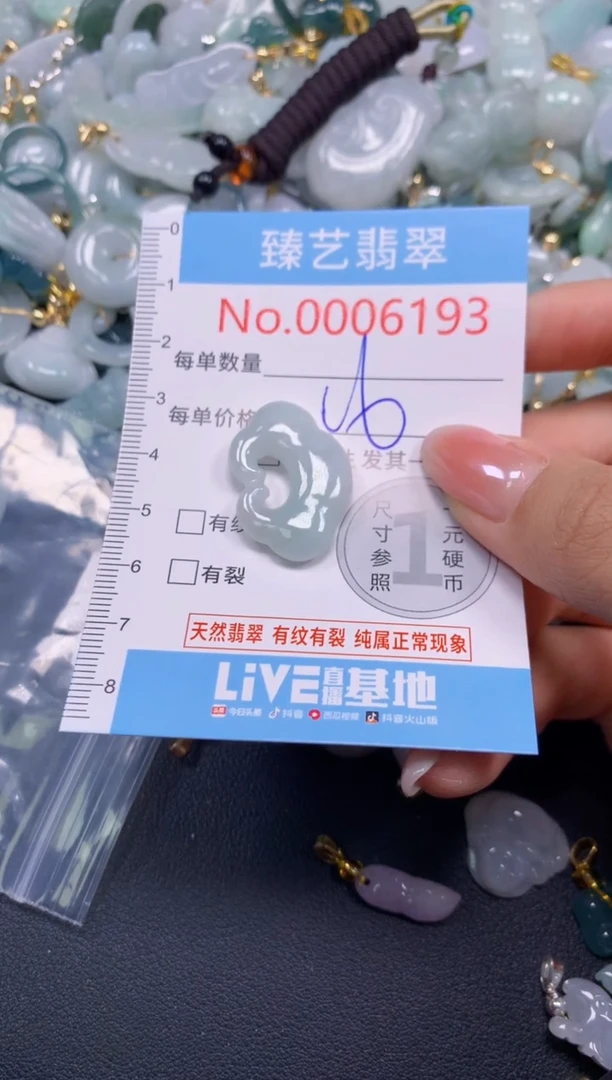 臻艺翡翠
No.0006193
每单数量
每单价格
发其一
有纹
有裂
尺寸参照
1
一元硬币
天然翡翠 有纹有裂 纯属正常现象
LiVE直播基地
今日头条 抖音 西瓜视频 抖音火山版
0
1
2
3
4
5
6
7
8